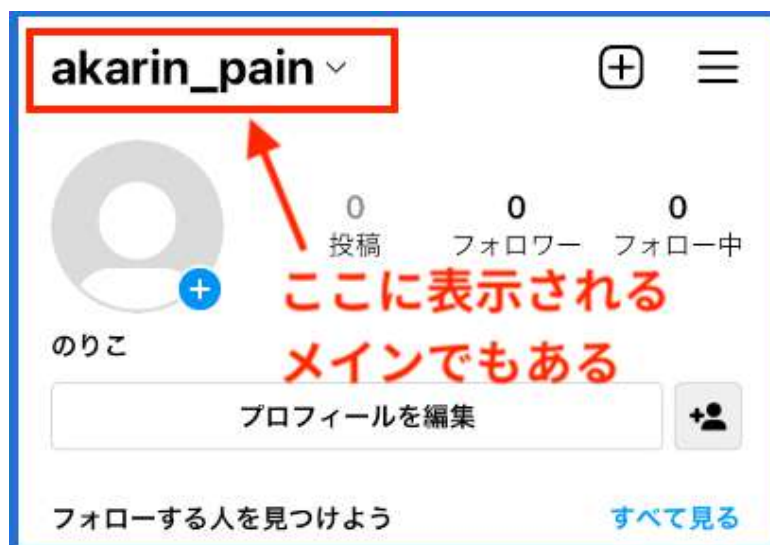 akarin_pain
0 0 0
投稿 フォロワー フォロー中
ここに表示される
のりこ
メインでもある
プロフィールを編集
フォローする人を見つけよう すべて見る